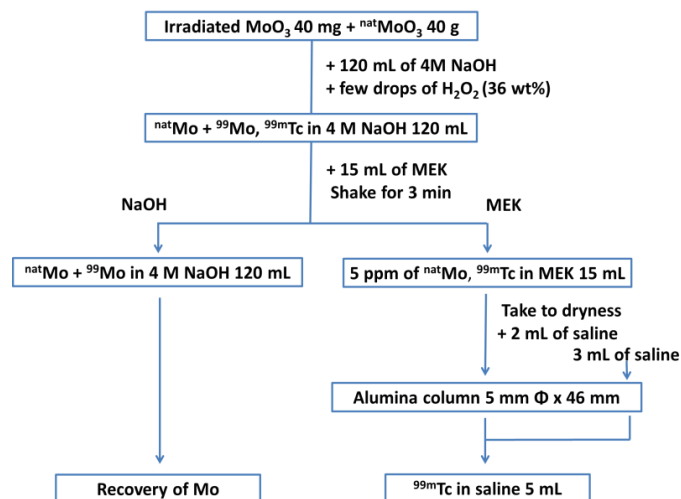 Irradiated MoO₃ 40 mg + ⁿᵃᵗMoO₃ 40 g
+ 120 mL of 4M NaOH
+ few drops of H₂O₂ (36 wt%)
ⁿᵃᵗMo + ⁹⁹Mo, ⁹⁹ᵐTc in 4 M NaOH 120 mL
+ 15 mL of MEK
Shake for 3 min
NaOH
MEK
ⁿᵃᵗMo + ⁹⁹Mo in 4 M NaOH 120 mL
5 ppm of ⁿᵃᵗMo, ⁹⁹ᵐTc in MEK 15 mL
Take to dryness
+ 2 mL of saline
3 mL of saline
Alumina column 5 mm Φ x 46 mm
Recovery of Mo
⁹⁹ᵐTc in saline 5 mL